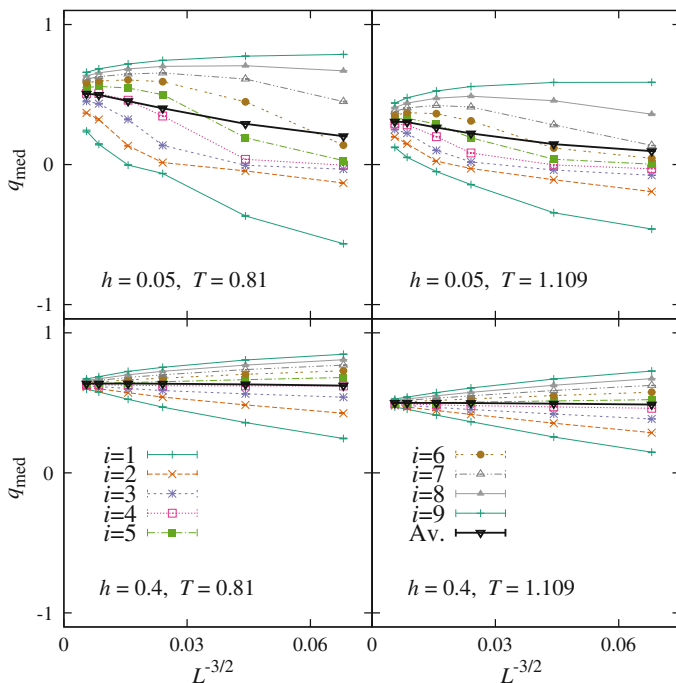 1
0
-1
q_med
h = 0.05, T = 0.81
h = 0.05, T = 1.109
1
0
-1
q_med
i=1
i=2
i=3
i=4
i=5
h = 0.4, T = 0.81
i=6
i=7
i=8
i=9
Av.
h = 0.4, T = 1.109
0 0.03 0.06
0 0.03 0.06
L^{-3/2}
L^{-3/2}